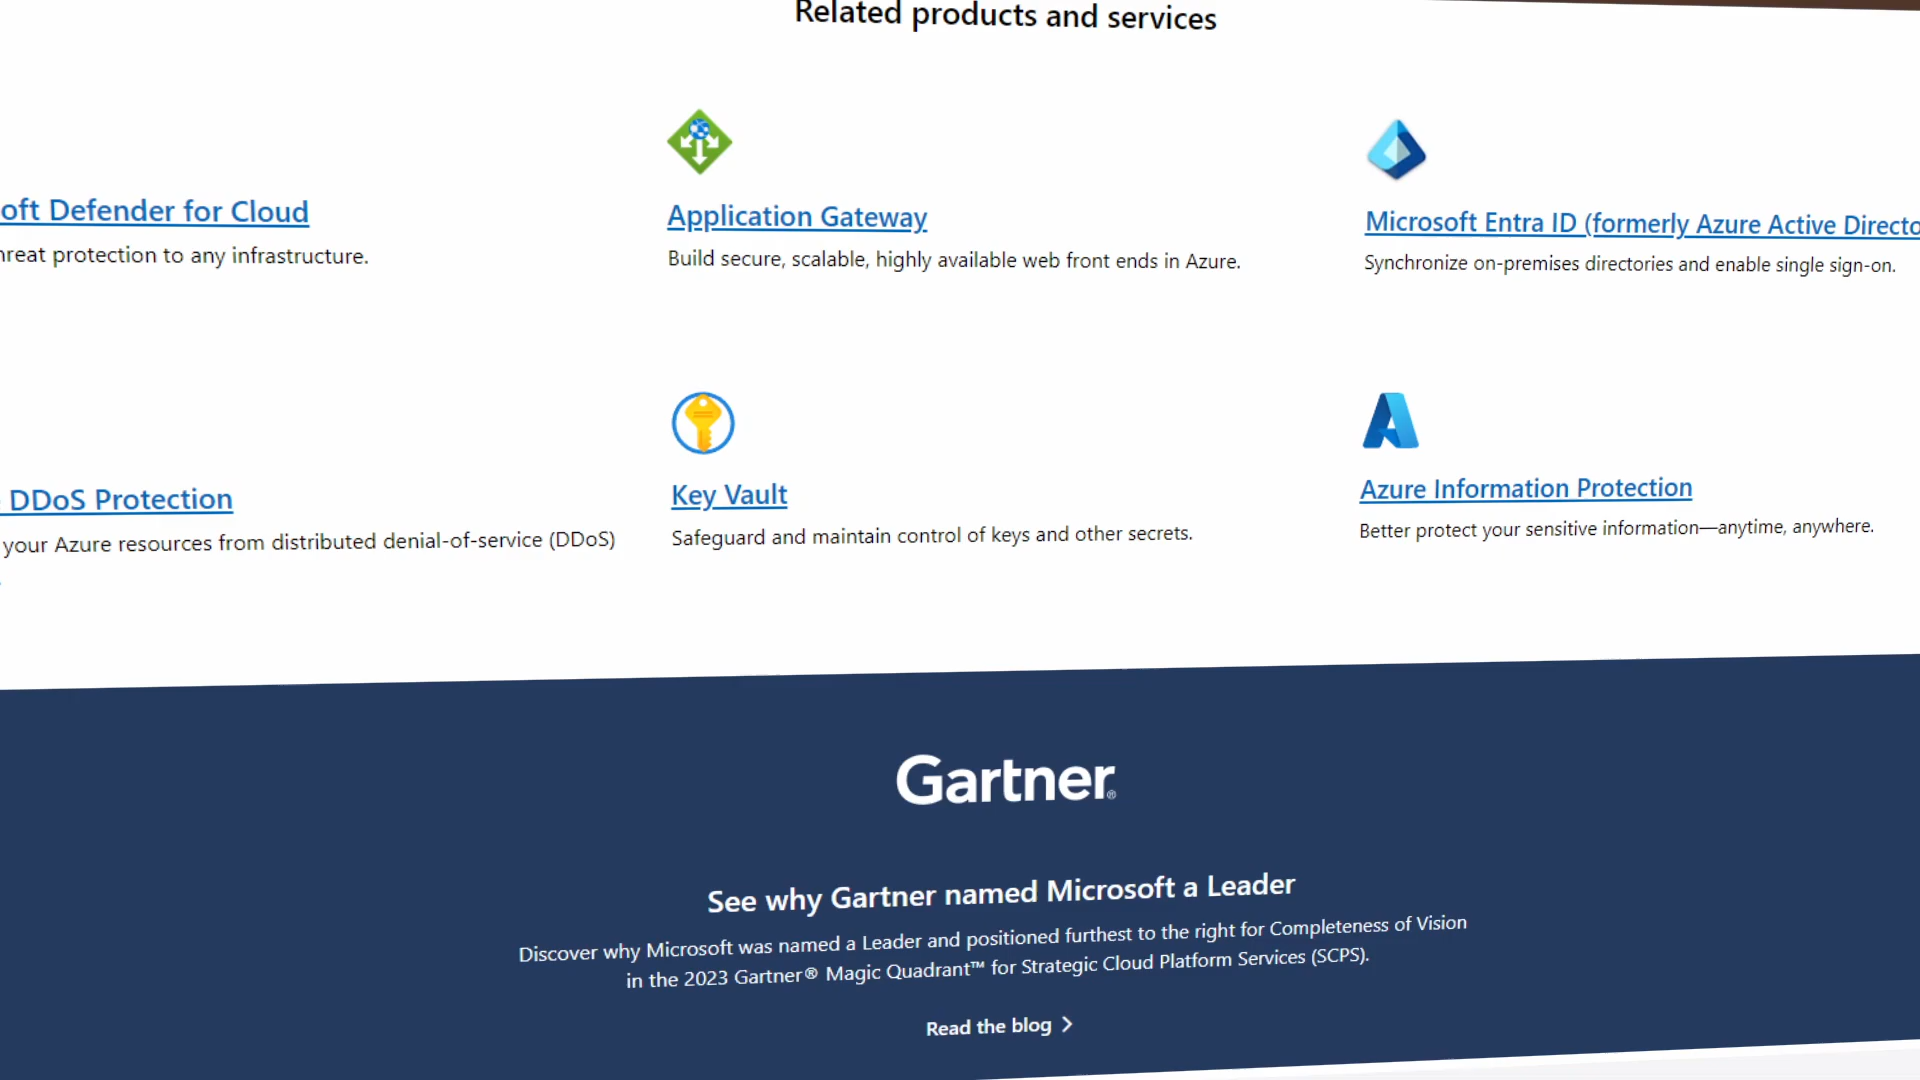 Related products and services
oft Defender for Cloud
Application Gateway
Microsoft Entra ID (formerly Azure Active Directo
hreat protection to any infrastructure.
Build secure, scalable, highly available web front ends in Azure.
Synchronize on-premises directories and enable single sign-on.
DDoS Protection
Key Vault
Azure Information Protection
your Azure resources from distributed denial-of-service (DDoS)
Safeguard and maintain control of keys and other secrets.
Better protect your sensitive information—anytime, anywhere.
Gartner®
See why Gartner named Microsoft a Leader
Discover why Microsoft was named a Leader and positioned furthest to the right for Completeness of Vision
in the 2023 Gartner® Magic Quadrant™ for Strategic Cloud Platform Services (SCPS).
Read the blog